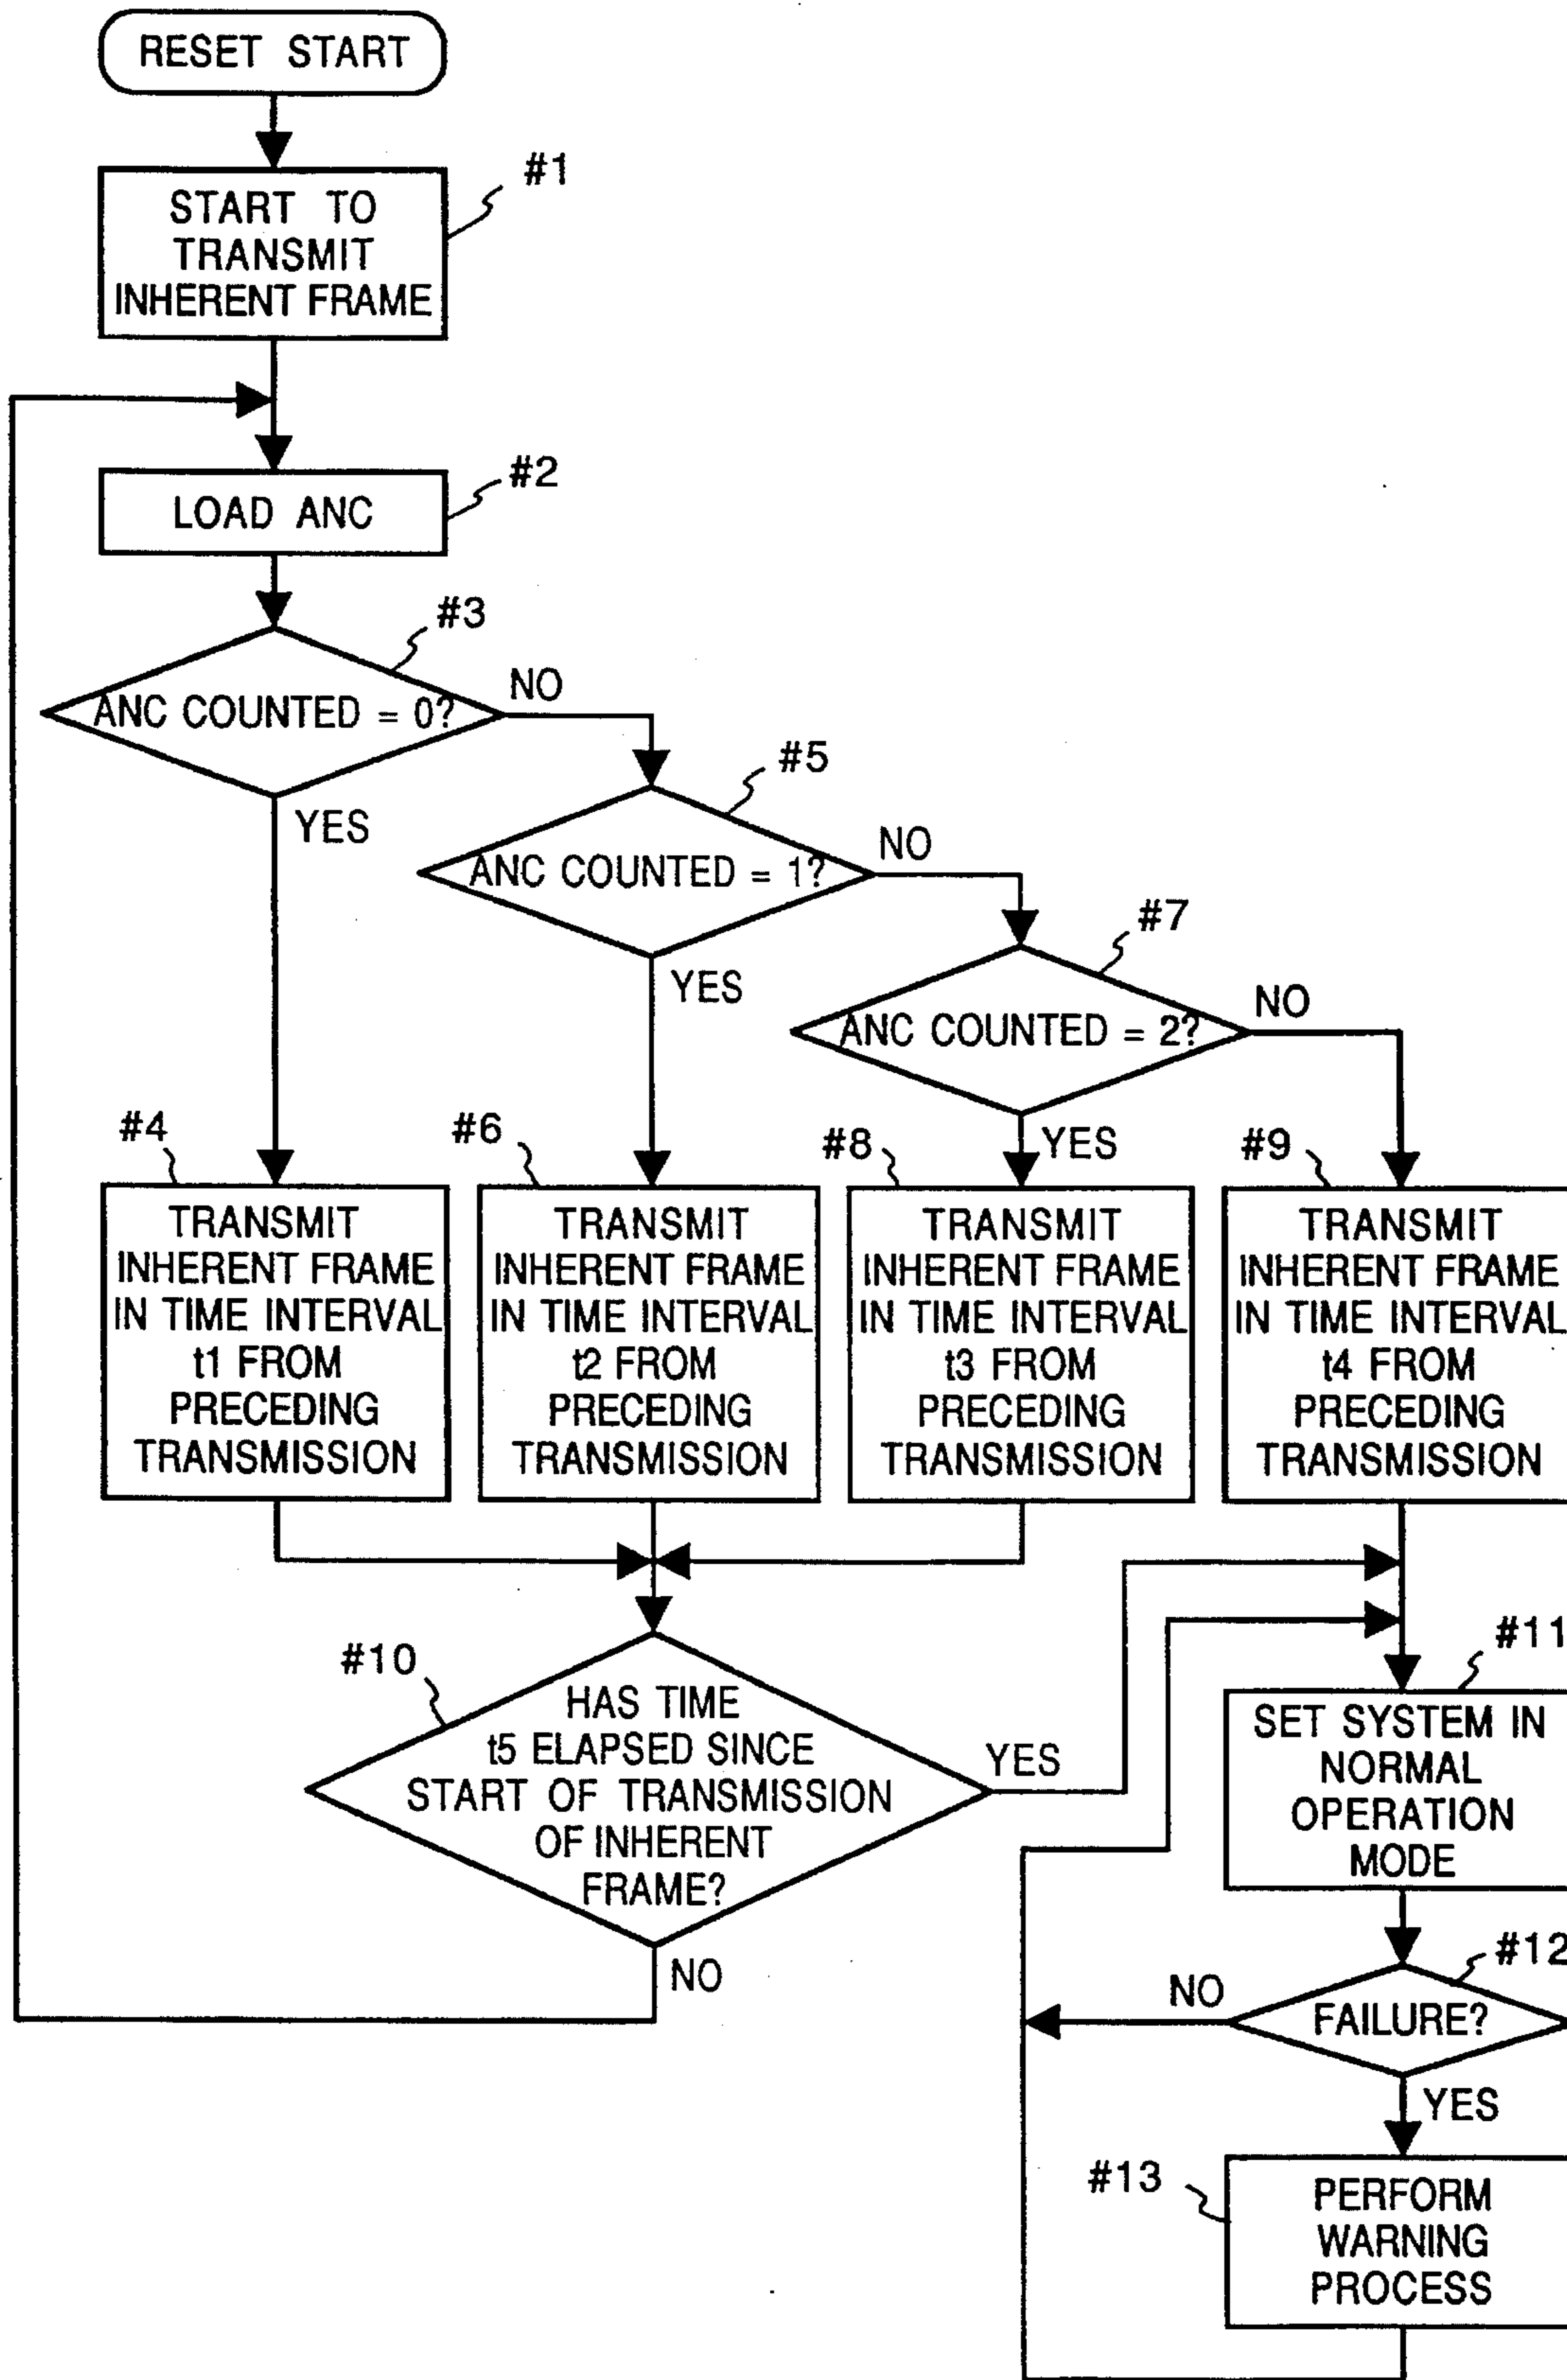 RESET START
#1
START TO
TRANSMIT
INHERENT FRAME
#2
LOAD ANC
#3
ANC COUNTED = 0?
NO
YES
#5
ANC COUNTED = 1?
NO
YES
#7
ANC COUNTED = 2?
NO
YES
#4
TRANSMIT
INHERENT FRAME
IN TIME INTERVAL
t1 FROM
PRECEDING
TRANSMISSION
#6
TRANSMIT
INHERENT FRAME
IN TIME INTERVAL
t2 FROM
PRECEDING
TRANSMISSION
#8
TRANSMIT
INHERENT FRAME
IN TIME INTERVAL
t3 FROM
PRECEDING
TRANSMISSION
#9
TRANSMIT
INHERENT FRAME
IN TIME INTERVAL
t4 FROM
PRECEDING
TRANSMISSION
#10
HAS TIME
t5 ELAPSED SINCE
START OF TRANSMISSION
OF INHERENT
FRAME?
YES
NO
#11
SET SYSTEM IN
NORMAL
OPERATION
MODE
#12
FAILURE?
NO
YES
#13
PERFORM
WARNING
PROCESS